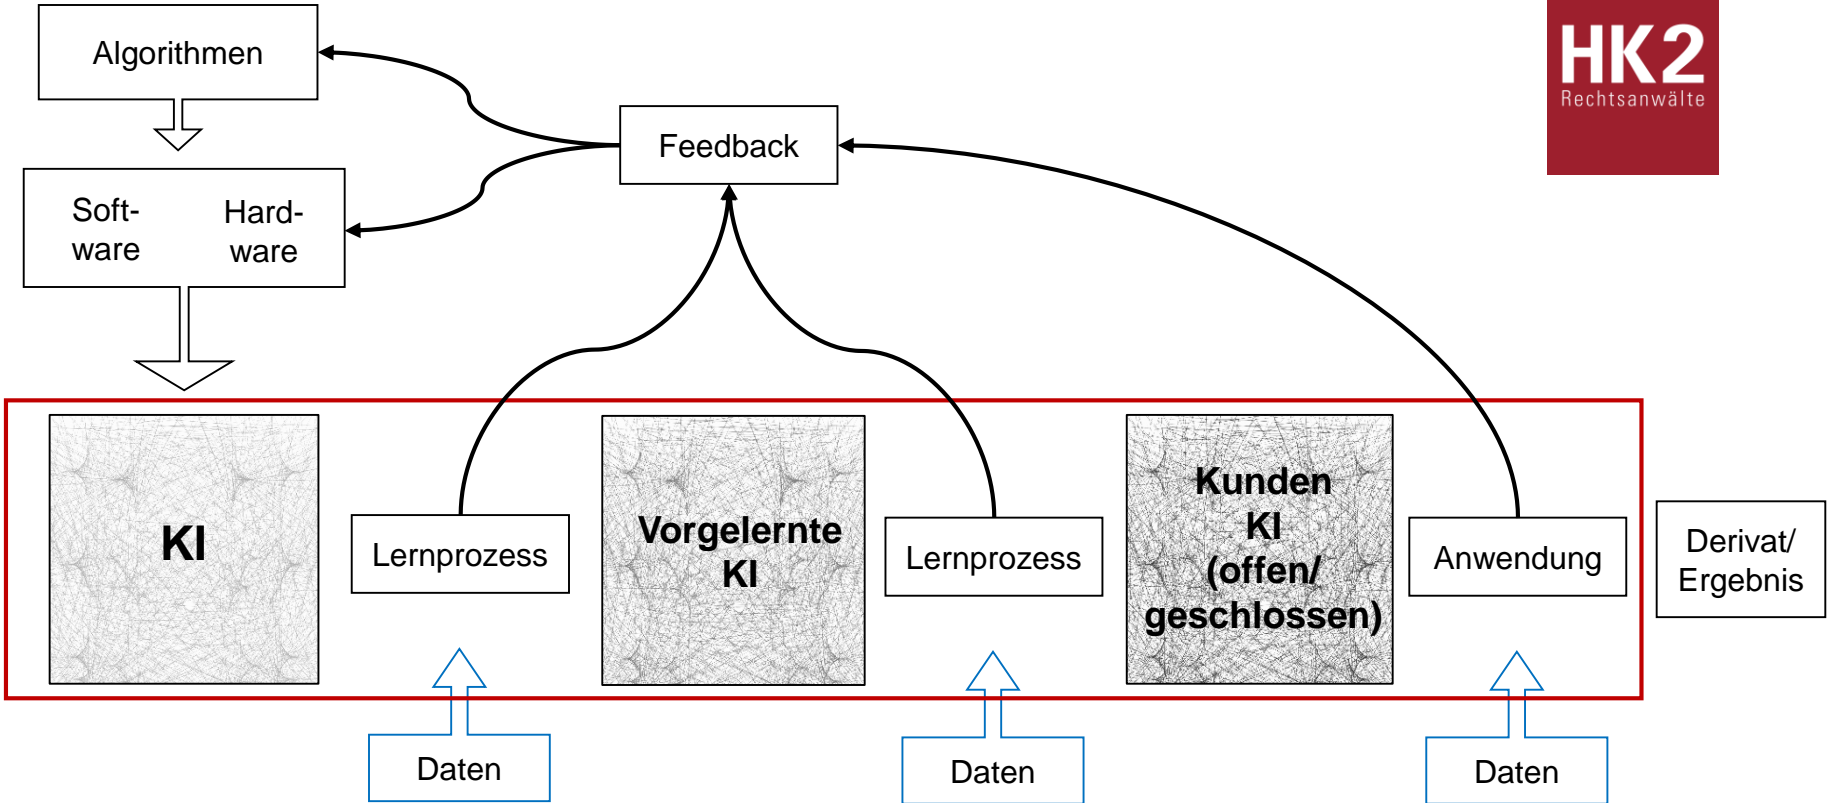 Algorithmen
HK2
Rechtsanwälte
Feedback
Soft-
ware
Hard-
ware
KI
Lernprozess
Vorgelernte
KI
Lernprozess
Kunden
KI
(offen/
geschlossen)
Anwendung
Derivat/
Ergebnis
Daten
Daten
Daten